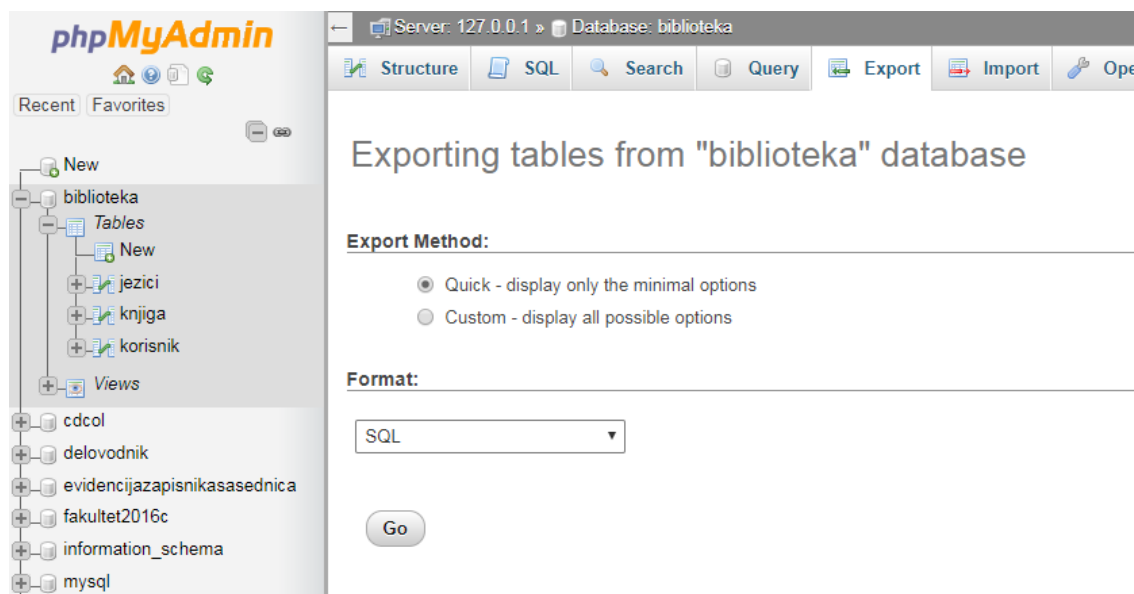 phpMyAdmin
Recent Favorites
New
biblioteka
Tables
New
jezici
knjiga
korisnik
Views
cdcol
delovodnik
evidencijazapisnikasasednica
fakultet2016c
information_schema
mysql
Server: 127.0.0.1 » Database: biblioteka
Structure SQL Search Query Export Import Ope
Exporting tables from "biblioteka" database
Export Method:
Quick - display only the minimal options
Custom - display all possible options
Format:
SQL
Go